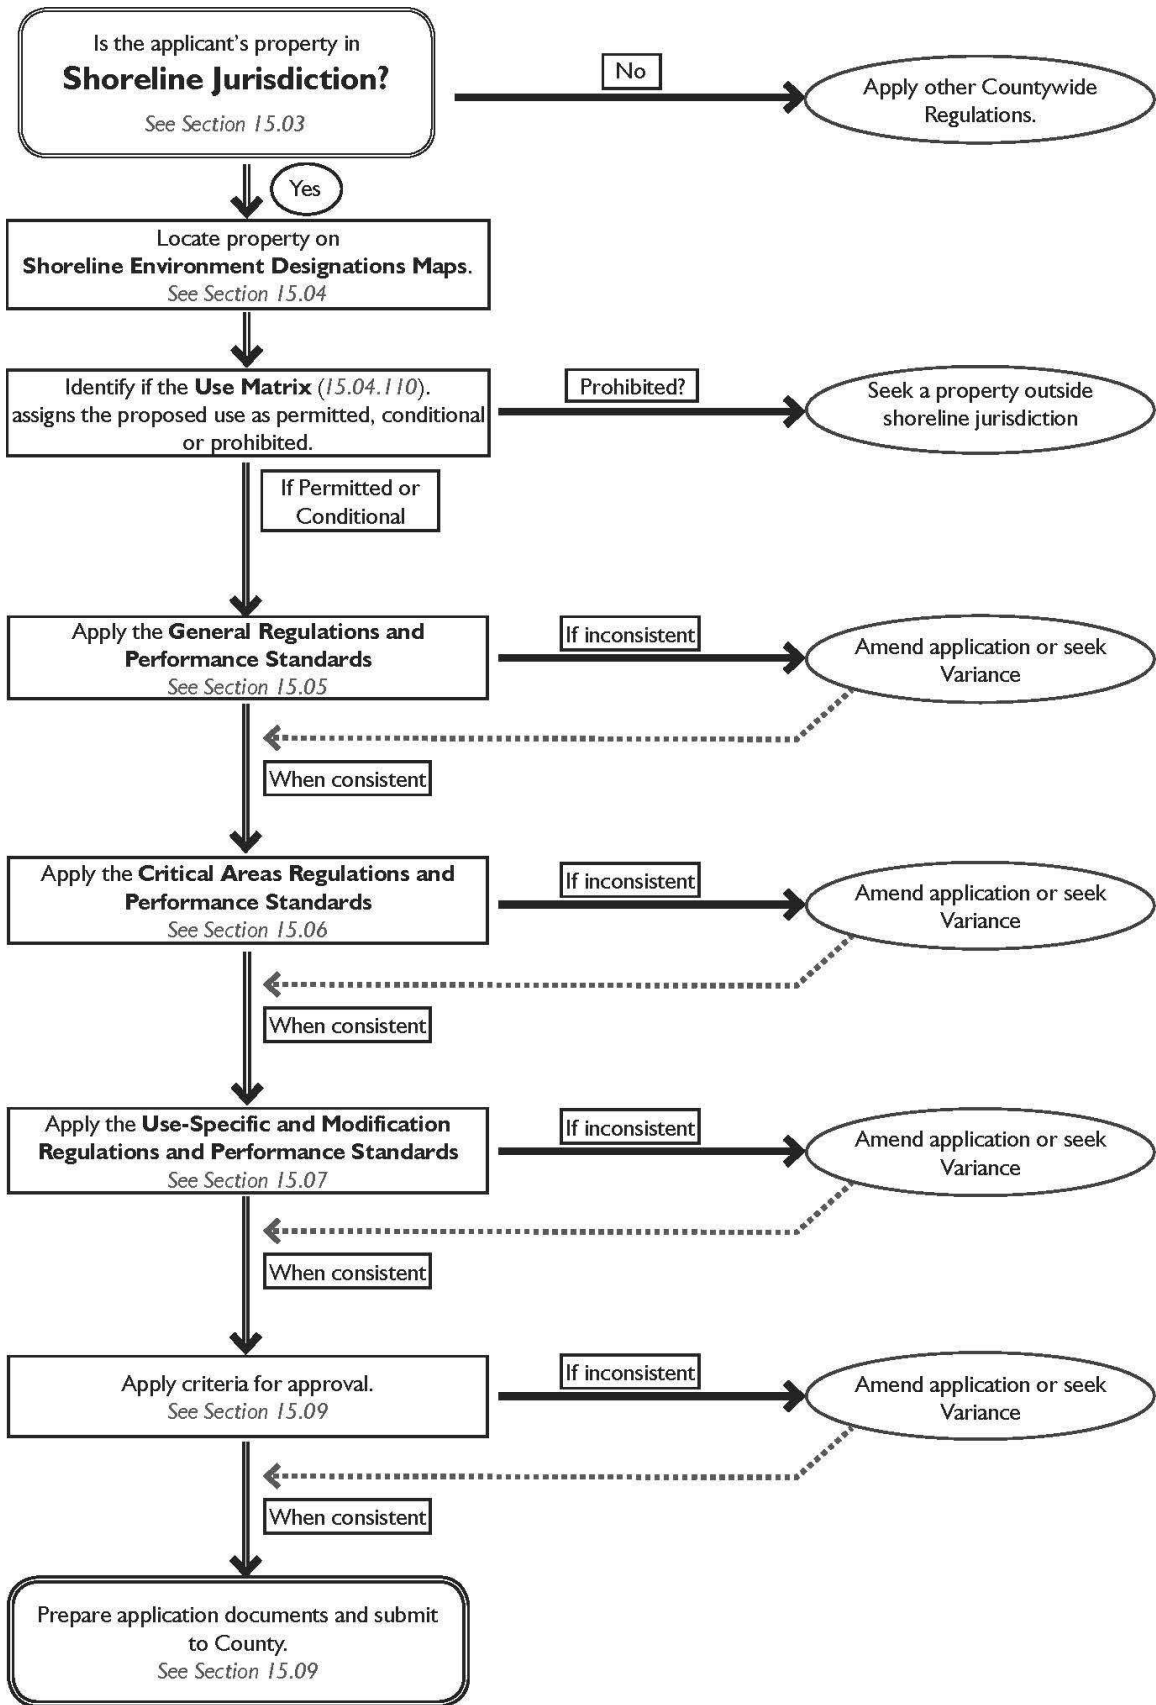 Is the applicant's property in
Shoreline Jurisdiction?
See Section 15.03
No
Apply other Countywide
Regulations.
Yes
Locate property on
Shoreline Environment Designations Maps.
See Section 15.04
Identify if the Use Matrix (15.04.110).
assigns the proposed use as permitted, conditional
or prohibited.
Prohibited?
Seek a property outside
shoreline jurisdiction
If Permitted or
Conditional
Apply the General Regulations and
Performance Standards
See Section 15.05
If inconsistent
Amend application or seek
Variance
When consistent
Apply the Critical Areas Regulations and
Performance Standards
See Section 15.06
If inconsistent
Amend application or seek
Variance
When consistent
Apply the Use-Specific and Modification
Regulations and Performance Standards
See Section 15.07
If inconsistent
Amend application or seek
Variance
When consistent
Apply criteria for approval.
See Section 15.09
If inconsistent
Amend application or seek
Variance
When consistent
Prepare application documents and submit
to County.
See Section 15.09